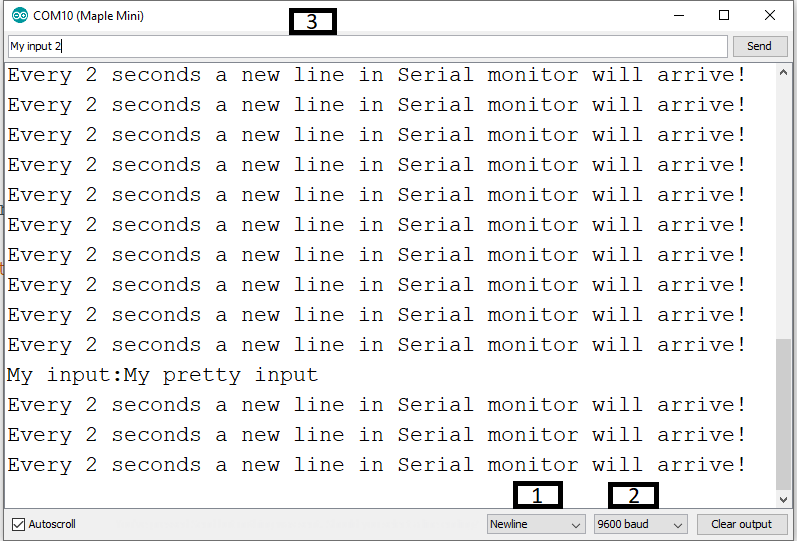 COM10 (Maple Mini)
3
My input 2
Send
Every 2 seconds a new line in Serial monitor will arrive!
Every 2 seconds a new line in Serial monitor will arrive!
Every 2 seconds a new line in Serial monitor will arrive!
Every 2 seconds a new line in Serial monitor will arrive!
Every 2 seconds a new line in Serial monitor will arrive!
Every 2 seconds a new line in Serial monitor will arrive!
Every 2 seconds a new line in Serial monitor will arrive!
Every 2 seconds a new line in Serial monitor will arrive!
Every 2 seconds a new line in Serial monitor will arrive!
Every 2 seconds a new line in Serial monitor will arrive!
My input:My pretty input
Every 2 seconds a new line in Serial monitor will arrive!
Every 2 seconds a new line in Serial monitor will arrive!
Every 2 seconds a new line in Serial monitor will arrive!
1
2
Autoscroll
Newline
9600 baud
Clear output